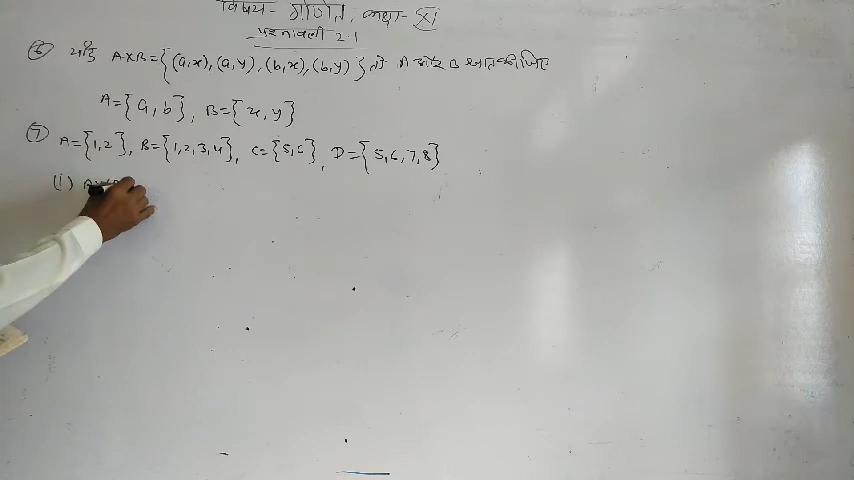 विषय- गणित, कक्षा- XI
प्रश्नावली 2.1
⑥ यदि A×B={(a,x),(a,y),(b,x),(b,y)} तो A और B ज्ञात कीजिए
A={a,b}, B={x,y}
⑦ A={1,2}, B={1,2,3,4}, C={5,6}, D={5,6,7,8}
(i) A×